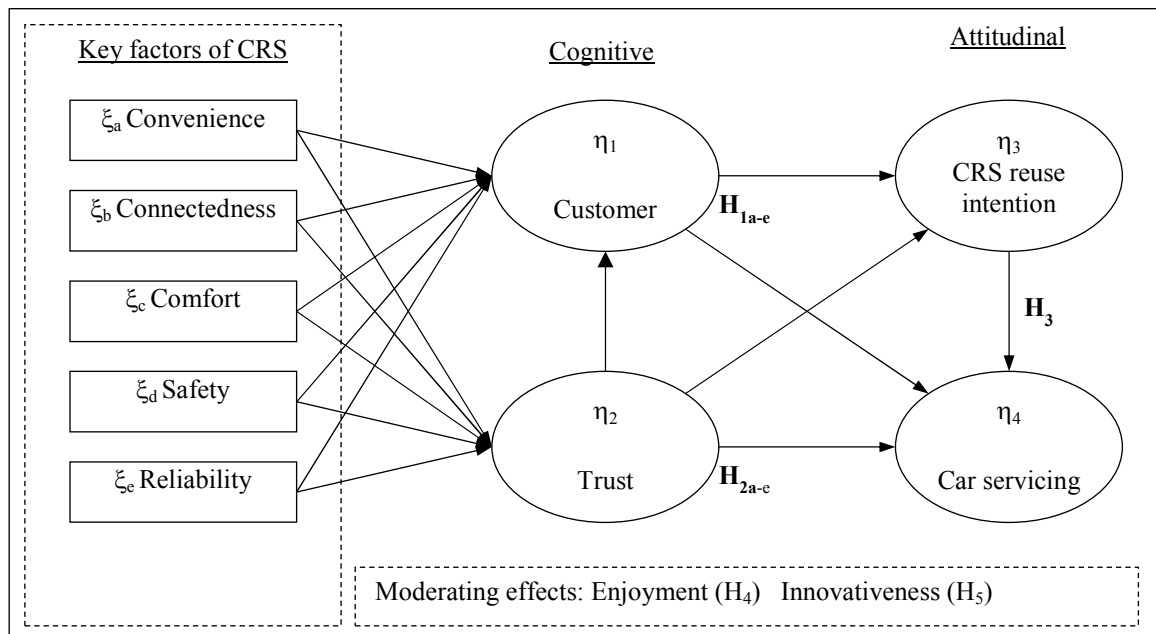 Key factors of CRS
ξa Convenience
ξb Connectedness
ξc Comfort
ξd Safety
ξe Reliability
Cognitive
η1
Customer
η2
Trust
Attitudinal
η3
CRS reuse
intention
η4
Car servicing
H1a-e
H3
H2a-e
Moderating effects: Enjoyment (H4) Innovativeness (H5)